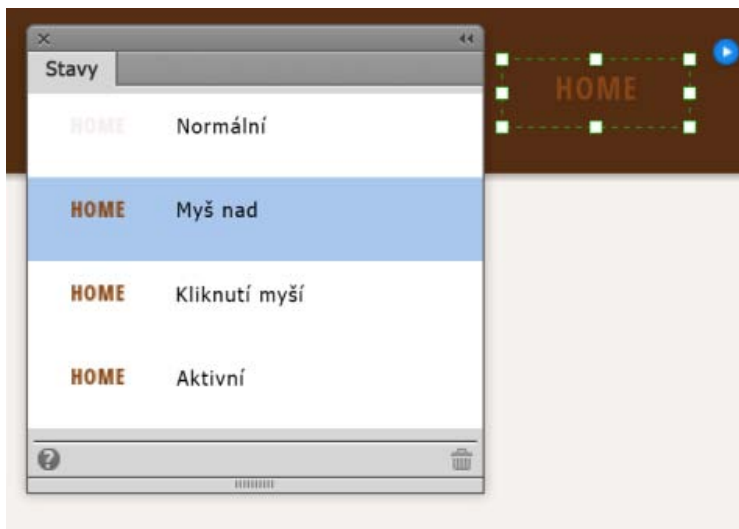 Stavy
HOME
HOME Normální
HOME Myš nad
HOME Kliknutí myší
HOME Aktivní